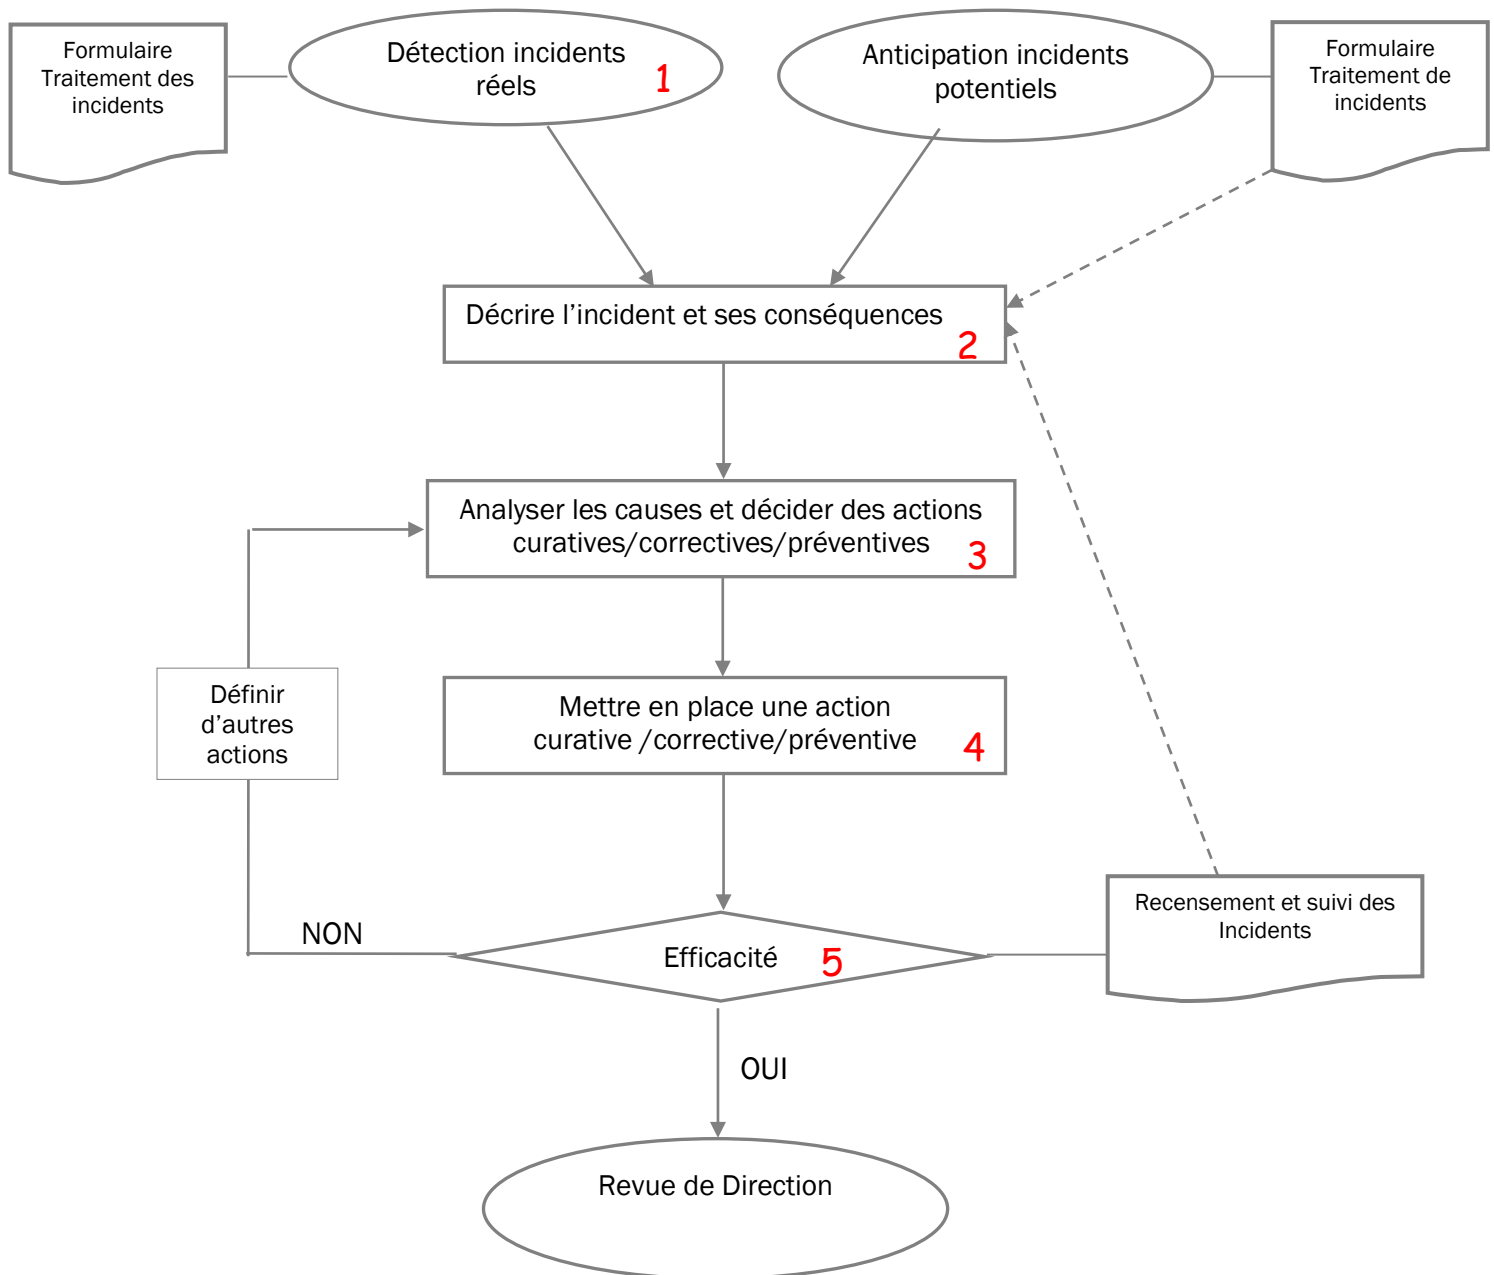 Formulaire
Traitement des
incidents
Détection incidents
réels
1
Anticipation incidents
potentiels
Formulaire
Traitement de
incidents
Décrire l'incident et ses conséquences
2
Analyser les causes et décider des actions
curatives/correctives/préventives
3
Définir
d'autres
actions
Mettre en place une action
curative /corrective/préventive
4
Recensement et suivi des
Incidents
NON
Efficacité
5
OUI
Revue de Direction